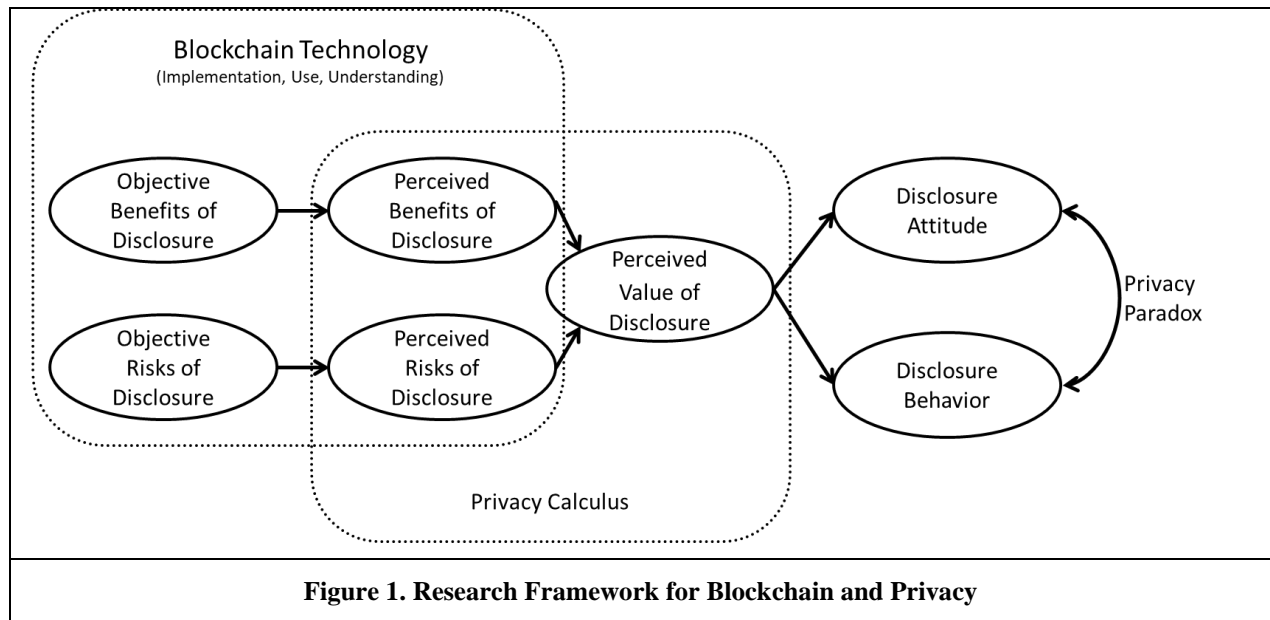 Blockchain Technology
(Implementation, Use, Understanding)
Objective
Benefits of
Disclosure
Perceived
Benefits of
Disclosure
Disclosure
Attitude
Perceived
Value of
Disclosure
Privacy
Paradox
Objective
Risks of
Disclosure
Perceived
Risks of
Disclosure
Disclosure
Behavior
Privacy Calculus
Figure 1. Research Framework for Blockchain and Privacy